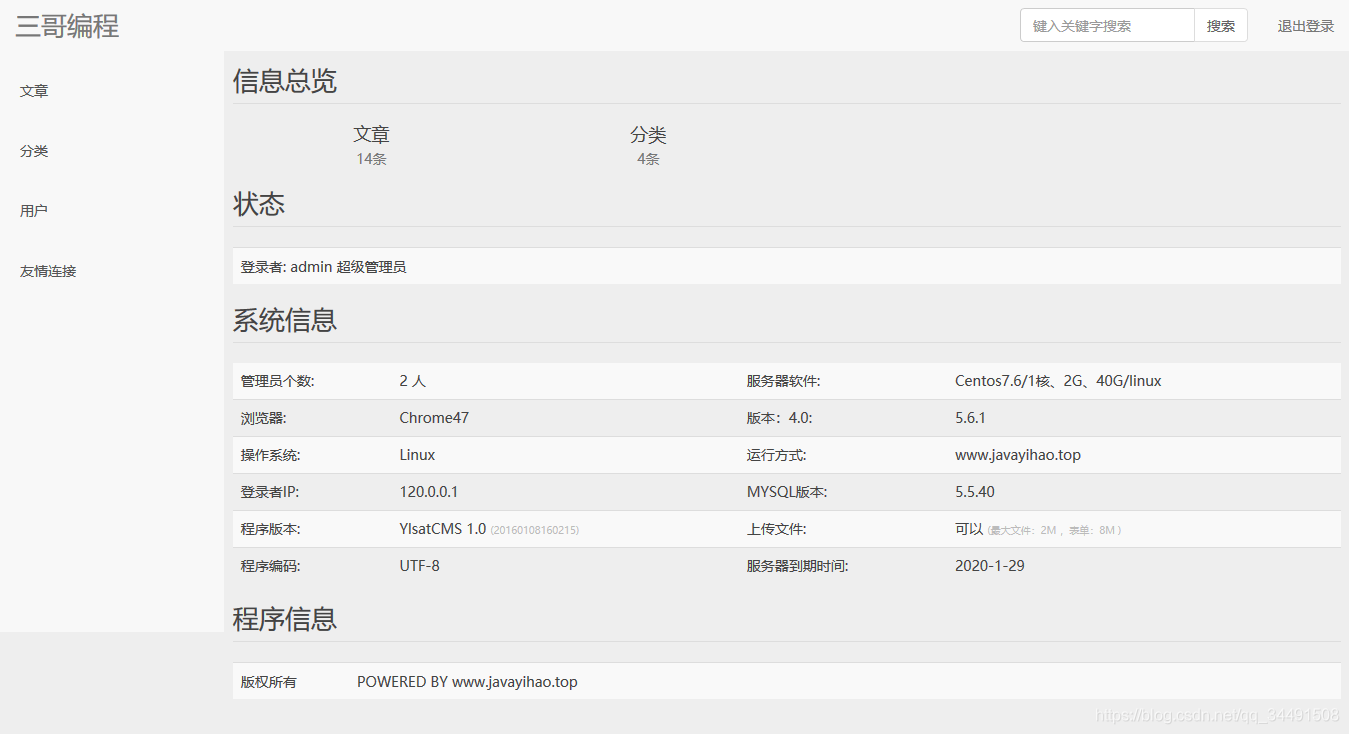 三哥编程
键入关键字搜索 搜索 退出登录
文章
分类
用户
友情连接
信息总览
文章 分类
14条 4条
状态
登录者: admin 超级管理员
系统信息
管理员个数: 2 人 服务器软件: Centos7.6/1核、2G、40G/linux
浏览器: Chrome47 版本：4.0: 5.6.1
操作系统: Linux 运行方式: www.javayihao.top
登录者IP: 120.0.0.1 MYSQL版本: 5.5.40
程序版本: YlsatCMS 1.0 (20160108160215) 上传文件: 可以 (最大文件：2M ，表单：8M )
程序编码: UTF-8 服务器到期时间: 2020-1-29
程序信息
版权所有 POWERED BY www.javayihao.top
https://blog.csdn.net/qq_34491508